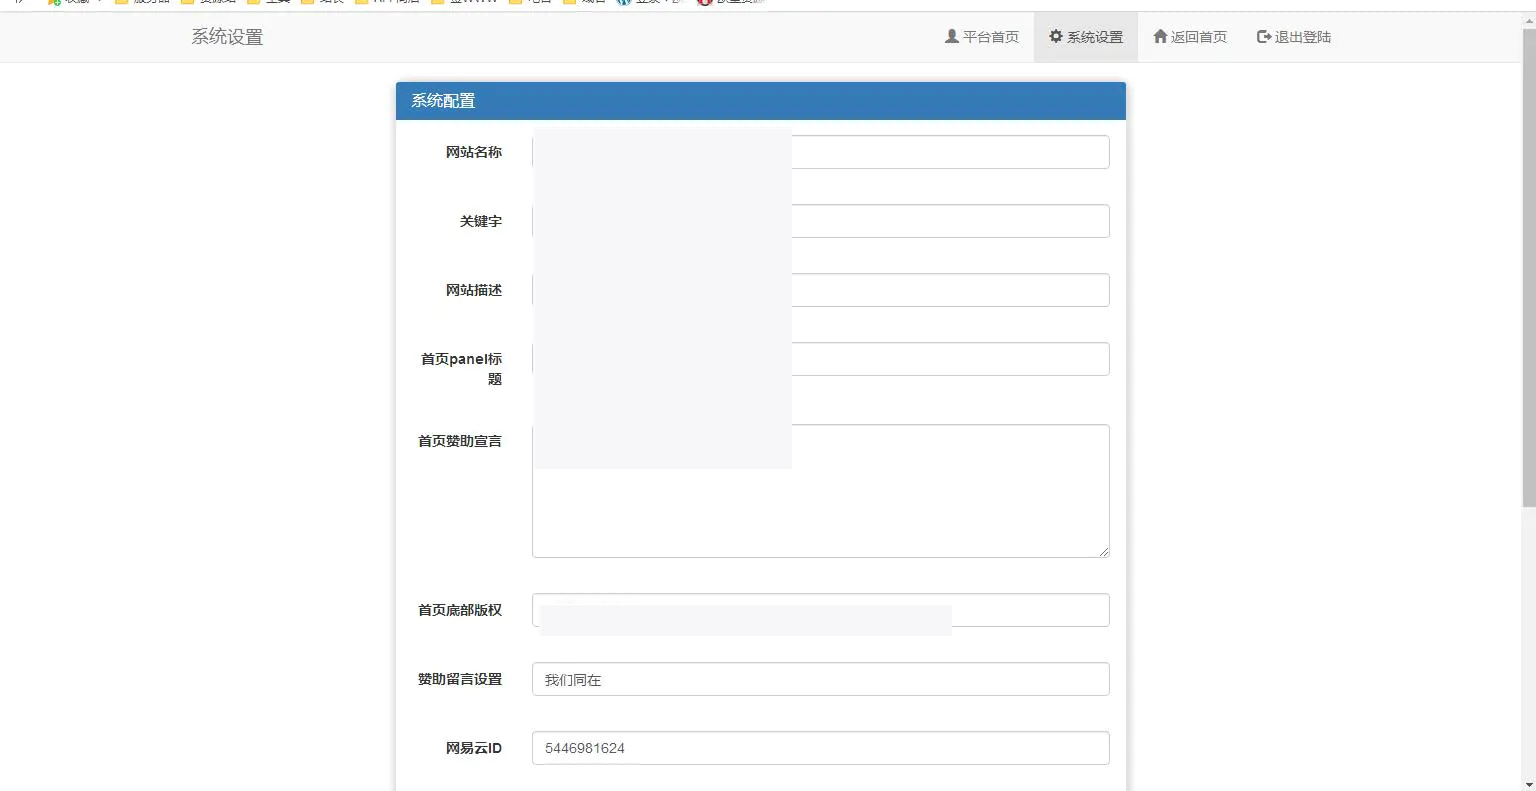 系统设置
平台首页
系统设置
返回首页
退出登陆
系统配置
网站名称
关键字
网站描述
首页panel标
题
首页赞助宣言
首页底部版权
赞助留言设置
我们同在
网易云ID
5446981624